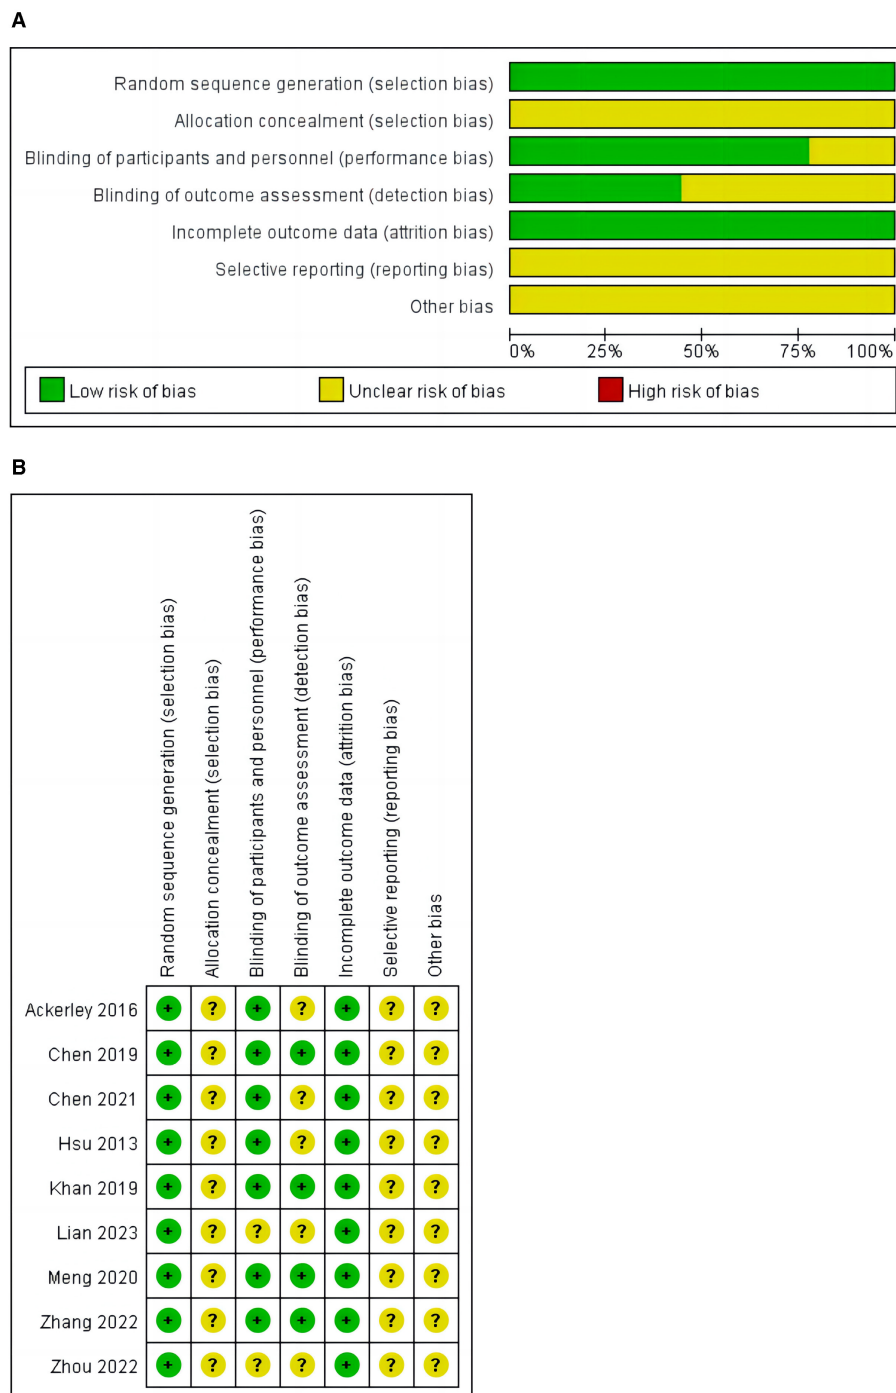 A
Random sequence generation (selection bias)
Allocation concealment (selection bias)
Blinding of participants and personnel (performance bias)
Blinding of outcome assessment (detection bias)
Incomplete outcome data (attrition bias)
Selective reporting (reporting bias)
Other bias
0% 25% 50% 75% 100%
Low risk of bias Unclear risk of bias High risk of bias
B
Random sequence generation (selection bias)
Allocation concealment (selection bias)
Blinding of participants and personnel (performance bias)
Blinding of outcome assessment (detection bias)
Incomplete outcome data (attrition bias)
Selective reporting (reporting bias)
Other bias
Ackerley 2016 + ? + ? + ? ?
Chen 2019 + ? + + + ? ?
Chen 2021 + ? + ? + ? ?
Hsu 2013 + ? + ? + ? ?
Khan 2019 + ? + + + ? ?
Lian 2023 + ? ? ? + ? ?
Meng 2020 + ? + + + ? ?
Zhang 2022 + ? + + + ? ?
Zhou 2022 + ? ? ? + ? ?